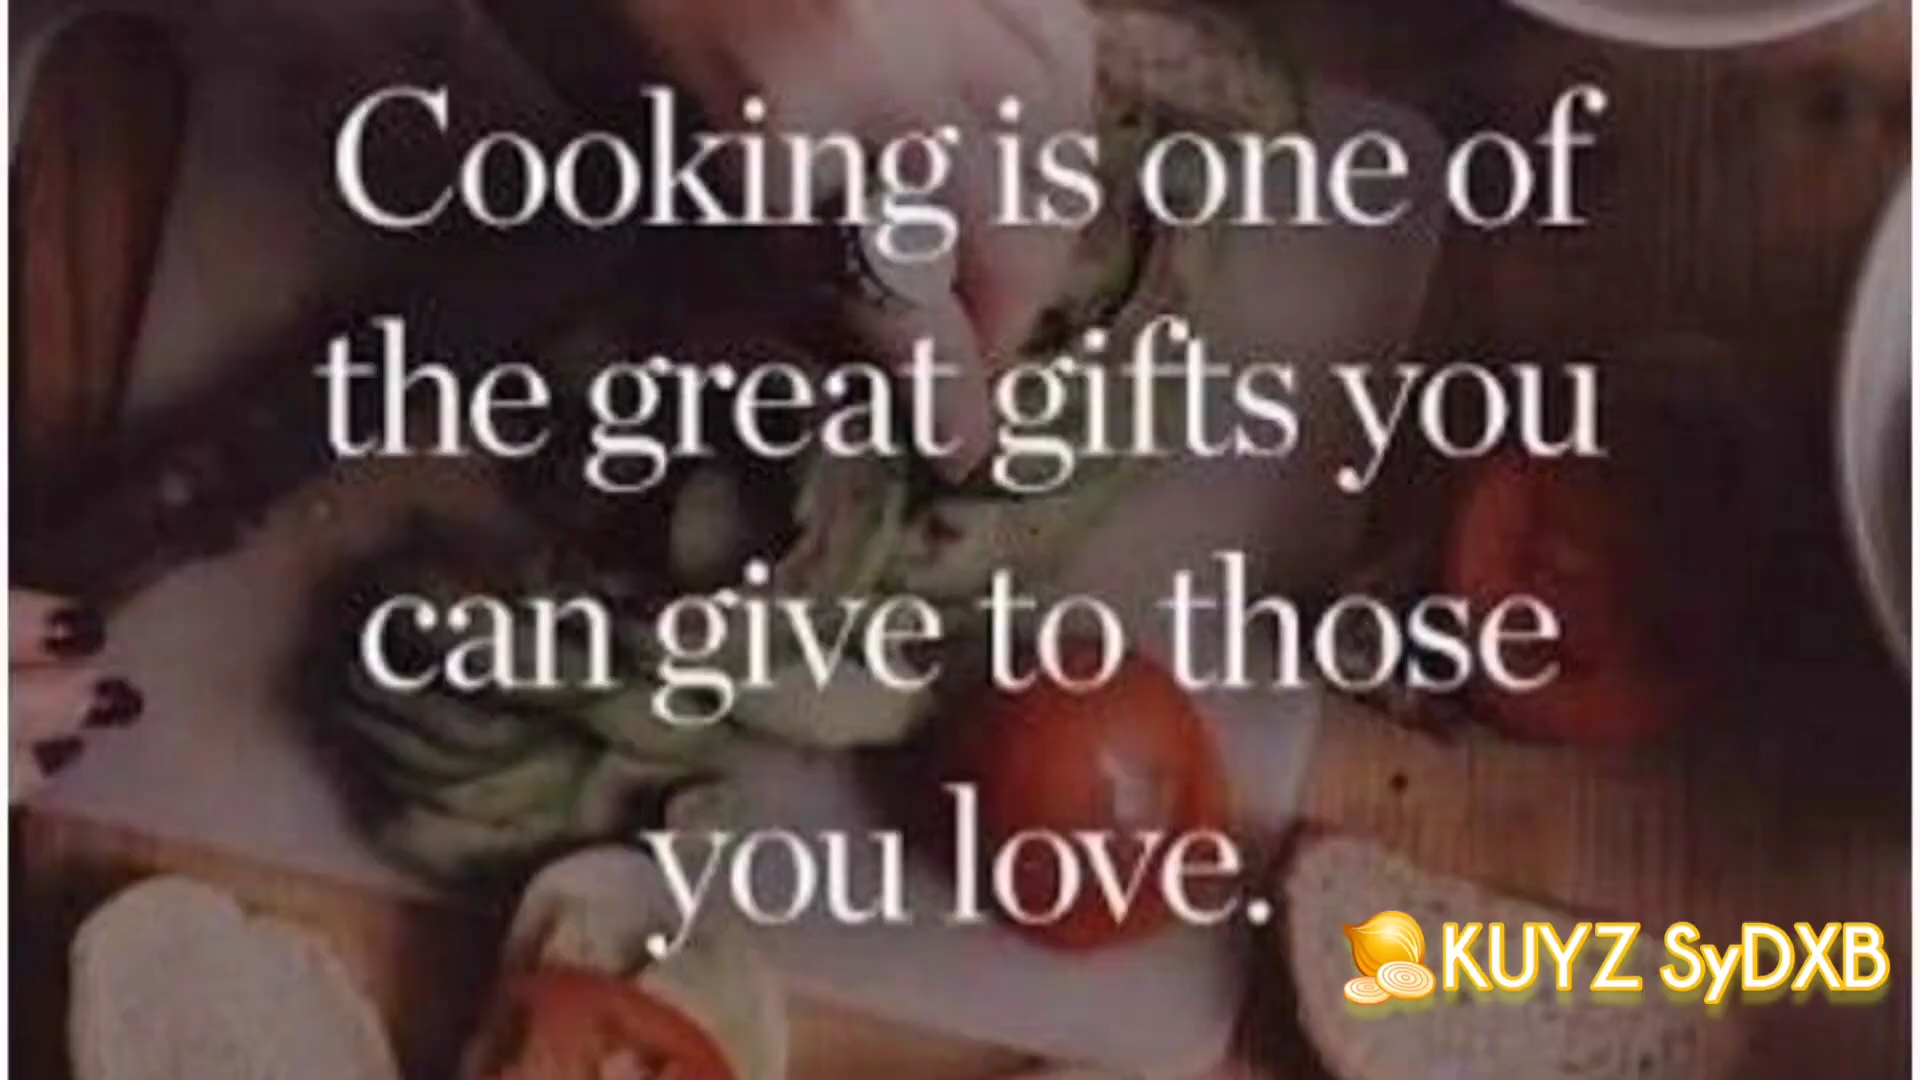 Cooking is one of
the great gifts you
can give to those
you love.
KUYZ SyDXB